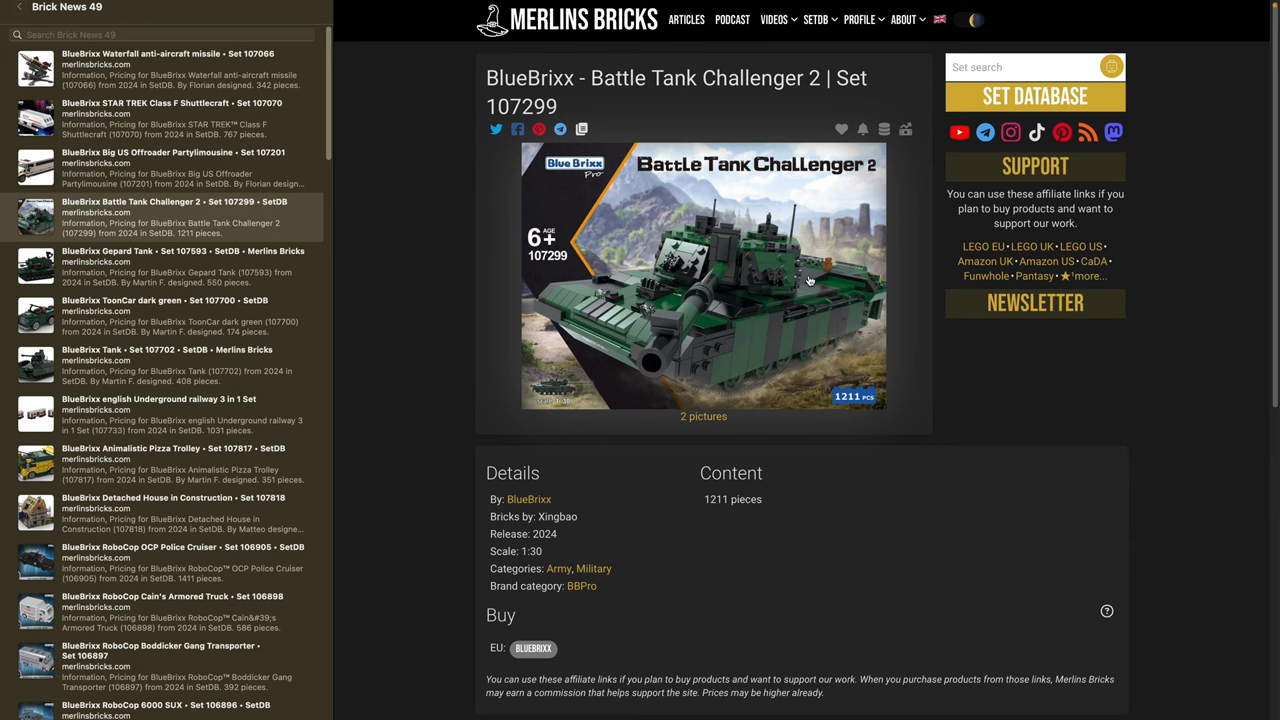 Brick News 49
Search Brick News 49
BlueBrixx Waterfall anti-aircraft missile • Set 107066
merlinsbricks.com
Information, Pricing for BlueBrixx Waterfall anti-aircraft missile
(107066) from 2024 in SetDB. By Florian designed. 342 pieces.
BlueBrixx STAR TREK Class F Shuttlecraft • Set 107070
merlinsbricks.com
Information, Pricing for BlueBrixx STAR TREK™ Class F
Shuttlecraft (107070) from 2024 in SetDB. 767 pieces.
BlueBrixx Big US Offroader Partylimousine • Set 107201
merlinsbricks.com
Information, Pricing for BlueBrixx Big US Offroader
Partylimousine (107201) from 2024 in SetDB. By Florian design...
BlueBrixx Battle Tank Challenger 2 • Set 107299 • SetDB
merlinsbricks.com
Information, Pricing for BlueBrixx Battle Tank Challenger 2
(107299) from 2024 in SetDB. 1211 pieces.
BlueBrixx Gepard Tank • Set 107593 • SetDB • Merlins Bricks
merlinsbricks.com
Information, Pricing for BlueBrixx Gepard Tank (107593) from
2024 in SetDB. 550 pieces.
BlueBrixx ToonCar dark green • Set 107700 • SetDB
merlinsbricks.com
Information, Pricing for BlueBrixx ToonCar dark green (107700)
from 2024 in SetDB. By Martin F. designed. 174 pieces.
BlueBrixx Tank • Set 107702 • SetDB • Merlins Bricks
merlinsbricks.com
Information, Pricing for BlueBrixx Tank (107702) from 2024 in
SetDB. By Martin F. designed. 408 pieces.
BlueBrixx english Underground railway 3 in 1 Set
merlinsbricks.com
Information, Pricing for BlueBrixx english Underground railway 3
in 1 Set (107733) from 2024 in SetDB. 1031 pieces.
BlueBrixx Animalistic Pizza Trolley • Set 107817 • SetDB
merlinsbricks.com
Information, Pricing for BlueBrixx Animalistic Pizza Trolley
(107817) from 2024 in SetDB. By Martin F. designed. 351 pieces.
BlueBrixx Detached House in Construction • Set 107818
merlinsbricks.com
Information, Pricing for BlueBrixx Detached House in
Construction (107818) from 2024 in SetDB. By Matteo designe...
BlueBrixx RoboCop OCP Police Cruiser • Set 106905 • SetDB
merlinsbricks.com
Information, Pricing for BlueBrixx RoboCop™ OCP Police Cruiser
(106905) from 2024 in SetDB. 1411 pieces.
BlueBrixx RoboCop Cain's Armored Truck • Set 106898
merlinsbricks.com
Information, Pricing for BlueBrixx RoboCop™ Cain&#39;s
Armored Truck (106898) from 2024 in SetDB. 586 pieces.
BlueBrixx RoboCop Boddicker Gang Transporter •
Set 106897
merlinsbricks.com
Information, Pricing for BlueBrixx RoboCop™ Boddicker Gang
Transporter (106897) from 2024 in SetDB. 392 pieces.
BlueBrixx RoboCop 6000 SUX • Set 106896 • SetDB
merlinsbricks.com
MERLINS BRICKS
ARTICLES PODCAST VIDEOS SETDB PROFILE ABOUT
BlueBrixx - Battle Tank Challenger 2 | Set
107299
Blue Brixx
Pro
Battle Tank Challenger 2
6+ AGE
107299
1211 PCS
2 pictures
Details
By: BlueBrixx
Bricks by: Xingbao
Release: 2024
Scale: 1:30
Categories: Army, Military
Brand category: BBPro
Content
1211 pieces
Buy
EU: BLUEBRIXX
You can use these affiliate links if you plan to buy products and want to support our work. When you purchase products from those links, Merlins Bricks
may earn a commission that helps support the site. Prices may be higher already.
Set search
SET DATABASE
SUPPORT
You can use these affiliate links if
you plan to buy products and
want to support our work.
LEGO EU • LEGO UK • LEGO US •
Amazon UK • Amazon US • CaDA •
Funwhole • Pantasy • ★'more...
NEWSLETTER